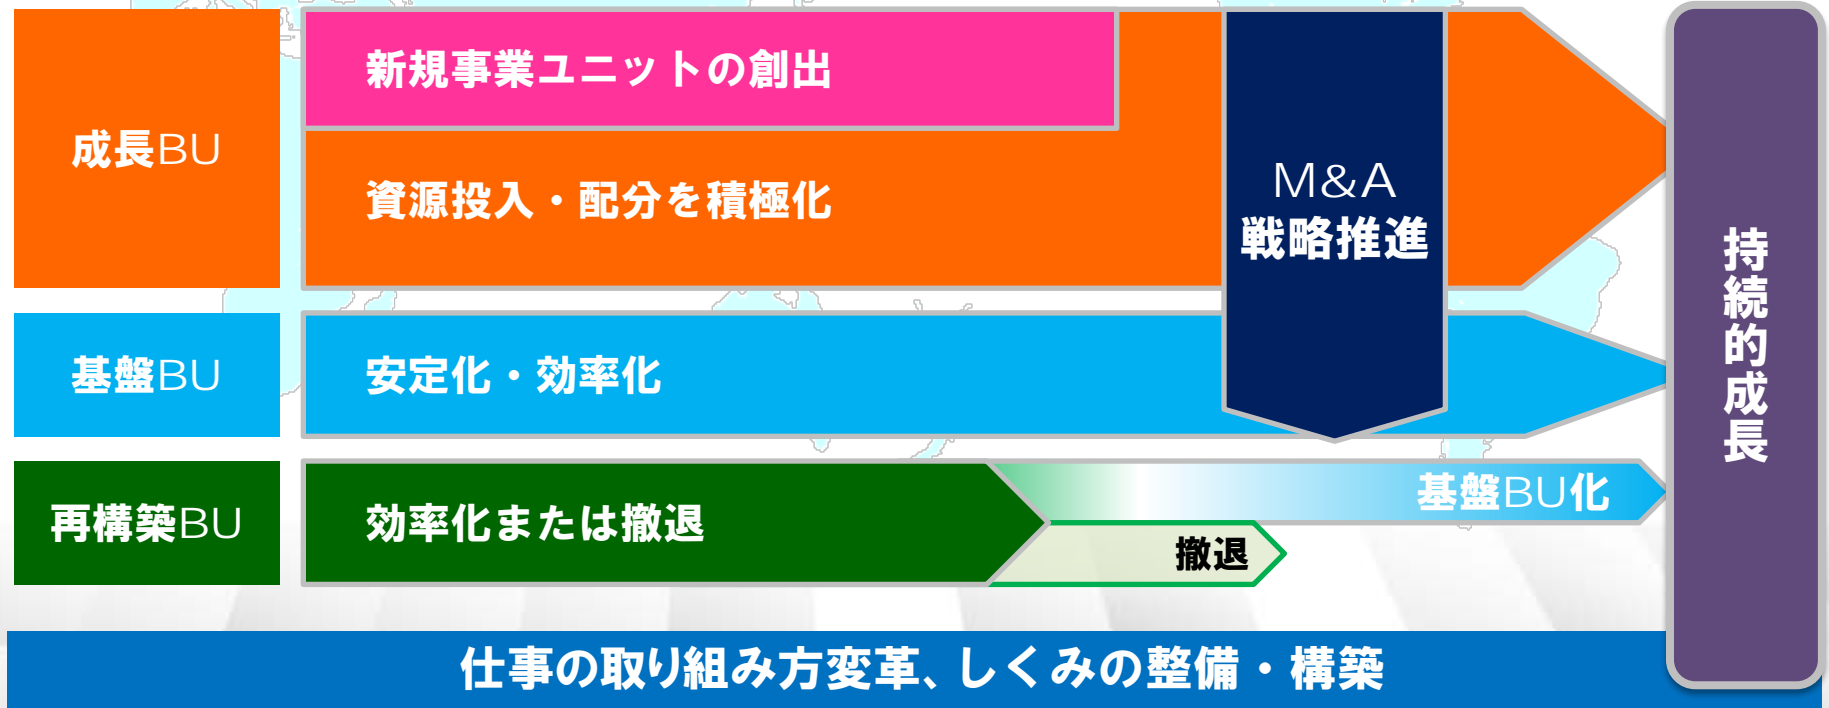 成長BU
新規事業ユニットの創出
資源投入・配分を積極化
M&A
戦略推進
基盤BU
安定化・効率化
再構築BU
効率化または撤退
基盤BU化
撤退
持続的成長
仕事の取り組み方変革、しくみの整備・構築